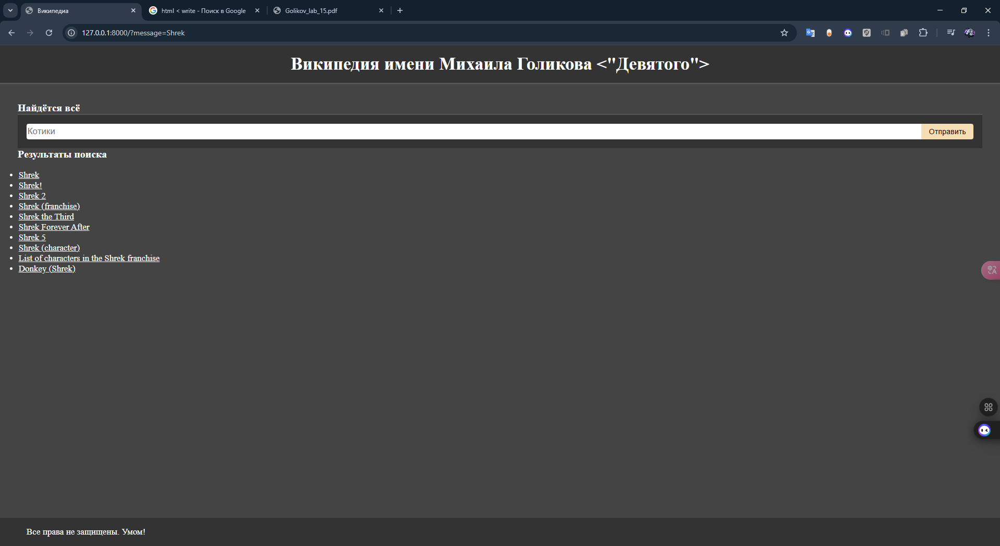 Википедиа
html < write - Поиск в Google
Golikov_lab_15.pdf
127.0.0.1:8000/?message=Shrek
Википедия имени Михаила Голикова <"Девятого">
Найдётся всё
Котики
Отправить
Результаты поиска
Shrek
Shrek!
Shrek 2
Shrek (franchise)
Shrek the Third
Shrek Forever After
Shrek 5
Shrek (character)
List of characters in the Shrek franchise
Donkey (Shrek)
Все права не защищены. Умом!